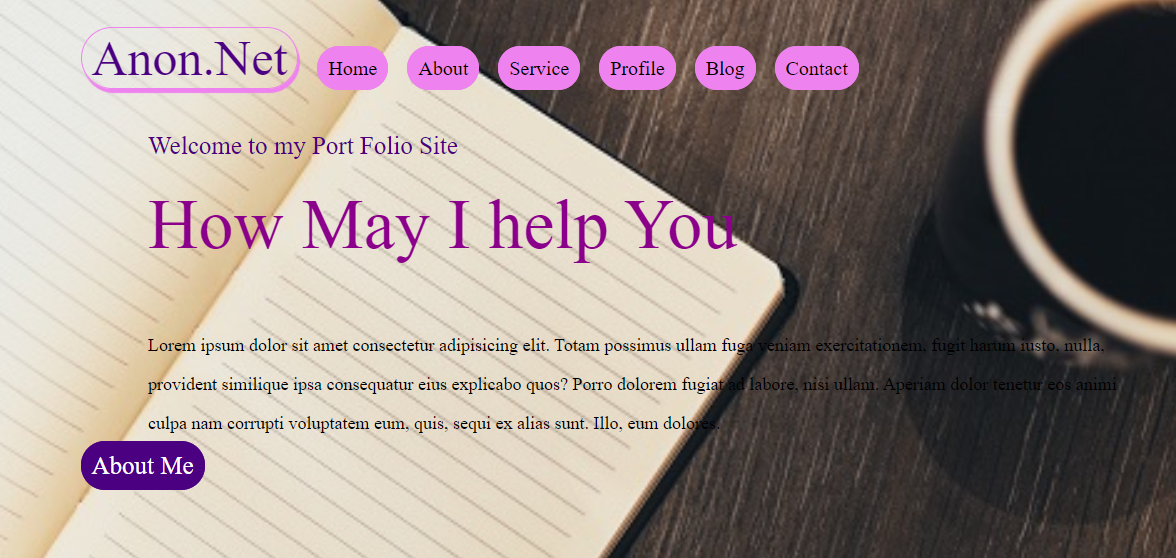 Anon.Net Home About Service Profile Blog Contact
Welcome to my Port Folio Site
How May I help You
Lorem ipsum dolor sit amet consectetur adipisicing elit. Totam possimus ullam fuga veniam exercitationem, fugit harum iusto, nulla,
provident similique ipsa consequatur eius explicabo quos? Porro dolorem fugiat ad labore, nisi ullam. Aperiam dolor tenetur eos animi
culpa nam corrupti voluptatem eum, quis, sequi ex alias sunt. Illo, eum dolores.
About Me